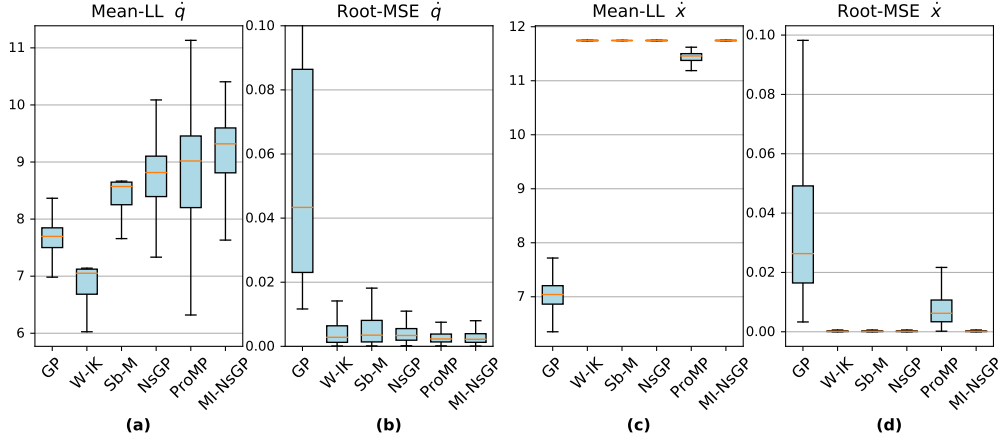 Mean-LL q̇
11
10
9
8
7
6
GP
W-IK
Sb-M
NsGP
ProMP
MI-NsGP
(a)
Root-MSE q̇
0.10
0.08
0.06
0.04
0.02
0.00
GP
W-IK
Sb-M
NsGP
ProMP
MI-NsGP
(b)
Mean-LL ẋ
12
11
10
9
8
7
GP
W-IK
Sb-M
NsGP
ProMP
MI-NsGP
(c)
Root-MSE ẋ
0.10
0.08
0.06
0.04
0.02
0.00
GP
W-IK
Sb-M
NsGP
ProMP
MI-NsGP
(d)